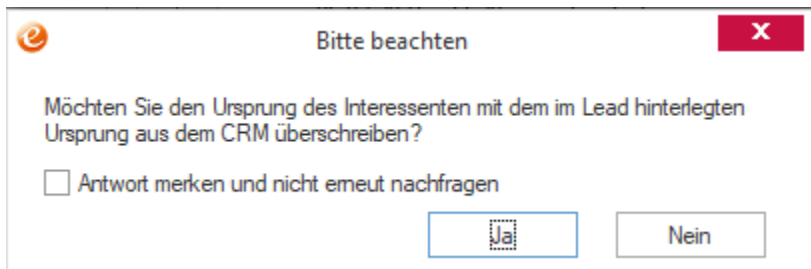 Bitte beachten
Möchten Sie den Ursprung des Interessenten mit dem im Lead hinterlegten
Ursprung aus dem CRM überschreiben?
Antwort merken und nicht erneut nachfragen
Ja
Nein